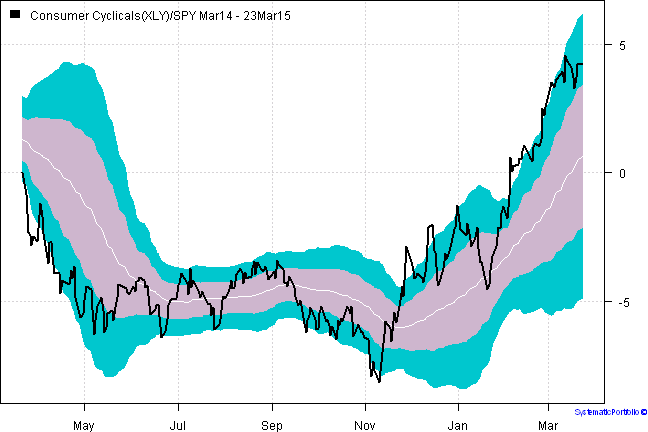 Consumer Cyclicals(XLY)/SPY Mar14 - 23Mar15
5
0
-5
SystematicPortfolio ©
May Jul Sep Nov Jan Mar